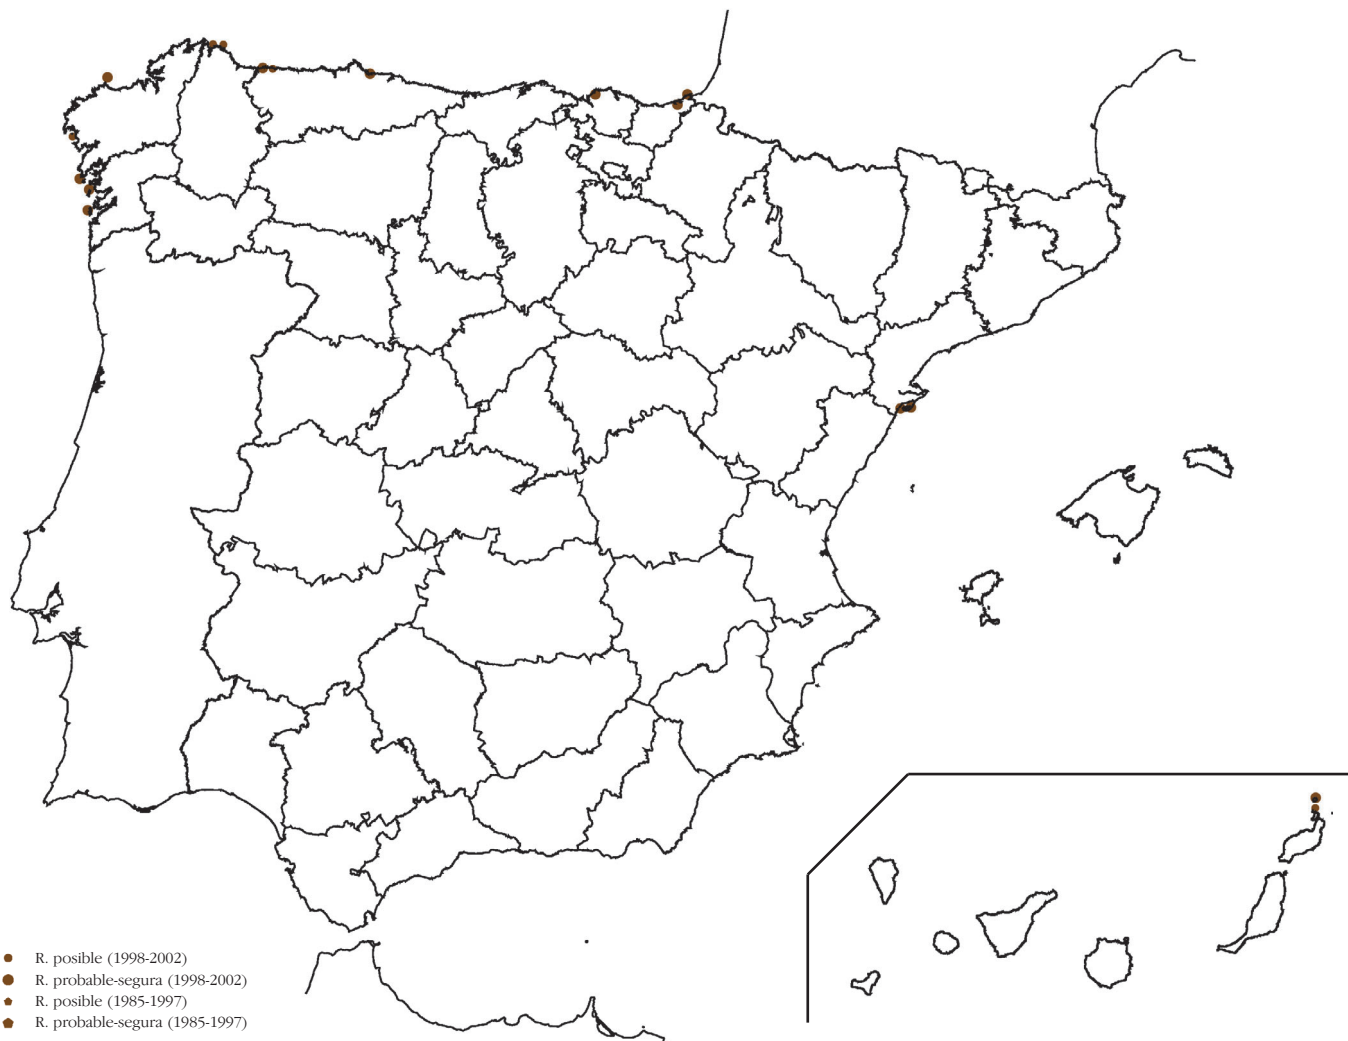 R. posible (1998-2002)
R. probable-segura (1998-2002)
R. posible (1985-1997)
R. probable-segura (1985-1997)